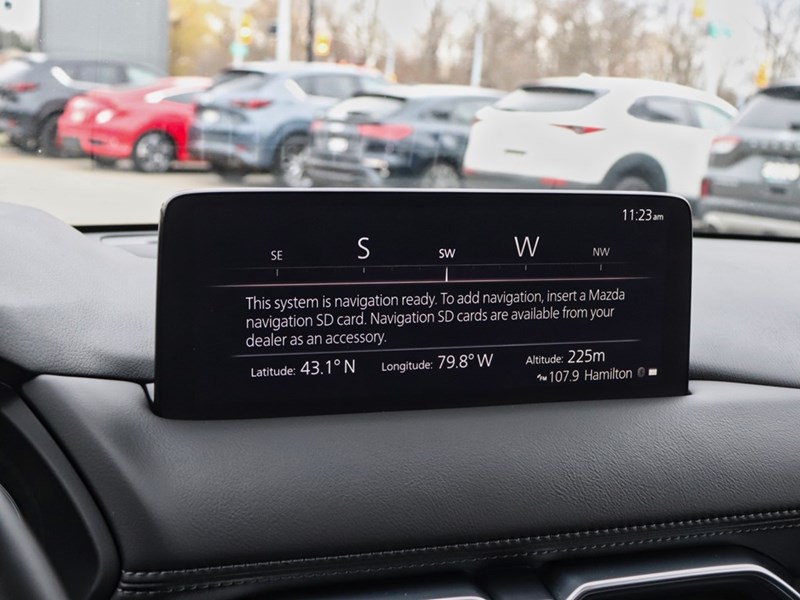 11:23am
SE S SW W NW
This system is navigation ready. To add navigation, insert a Mazda
navigation SD card. Navigation SD cards are available from your
dealer as an accessory.
Latitude: 43.1° N Longitude: 79.8° W Altitude: 225m
FM 107.9 Hamilton